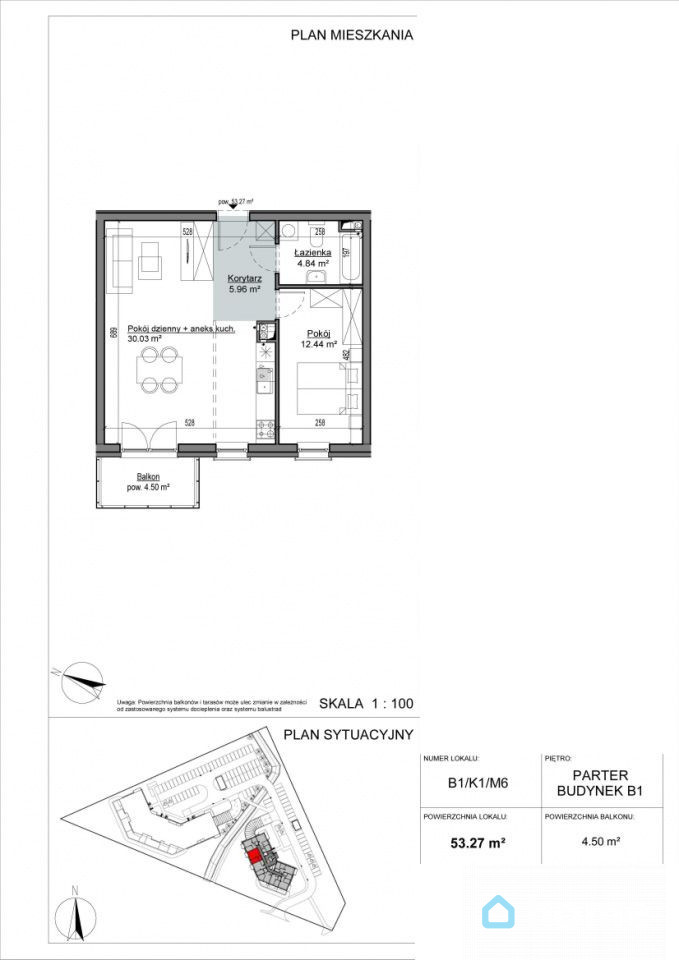 PLAN MIESZKANIA
pow. 53.27 m²
528
258
Łazienka
4.84 m²
197
Korytarz
5.96 m²
689
Pokój dzienny + aneks kuch.
30.03 m²
Pokój
12.44 m²
482
528
258
Balkon
pow. 4.50 m²
N
Uwaga: Powierzchnia balkonów i tarasów może ulec zmianie w zależności
od zastosowanego systemu docieplenia oraz systemu balustrad
SKALA 1 : 100
PLAN SYTUACYJNY
N
NUMER LOKALU:
B1/K1/M6
PIĘTRO:
PARTER
BUDYNEK B1
POWIERZCHNIA LOKALU:
53.27 m²
POWIERZCHNIA BALKONU:
4.50 m²